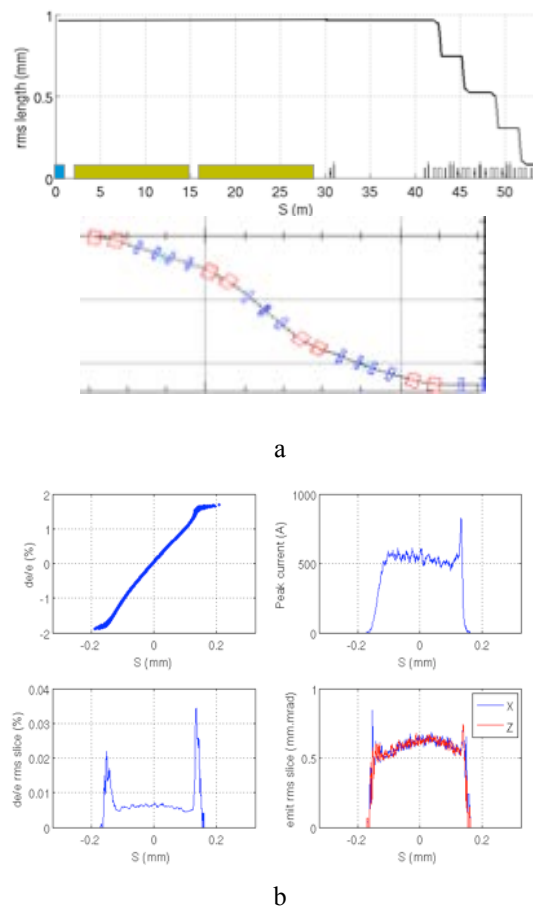 1
0.5
0
rms length (mm)
0 5 10 15 20 25 30 35 40 45 50
S (m)
a
2
1
0
-1
-2
de/e (%)
-0.2 0 0.2
S (mm)
1000
500
0
Peak current (A)
-0.2 0 0.2
S (mm)
0.04
0.03
0.02
0.01
0
de/e rms slice (%)
-0.2 0 0.2
S (mm)
1
0.5
0
emit rms slice (mm.mrad)
X
Z
-0.2 0 0.2
S (mm)
b